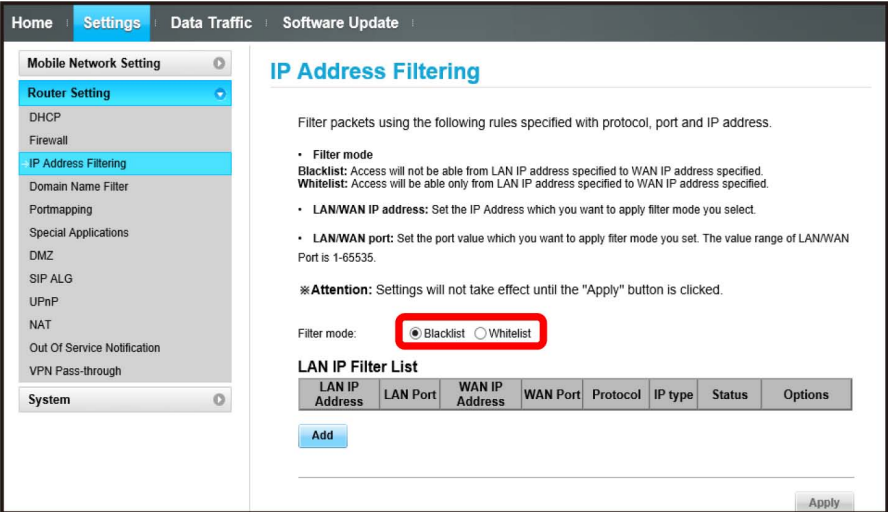 Home Settings Data Traffic Software Update
Mobile Network Setting
Router Setting
DHCP
Firewall
IP Address Filtering
Domain Name Filter
Portmapping
Special Applications
DMZ
SIP ALG
UPnP
NAT
Out Of Service Notification
VPN Pass-through
System
IP Address Filtering
Filter packets using the following rules specified with protocol, port and IP address.
• Filter mode
Blacklist: Access will not be able from LAN IP address specified to WAN IP address specified.
Whitelist: Access will be able only from LAN IP address specified to WAN IP address specified.
• LAN/WAN IP address: Set the IP Address which you want to apply filter mode you select.
• LAN/WAN port: Set the port value which you want to apply fiter mode you set. The value range of LAN/WAN
Port is 1-65535.
※Attention: Settings will not take effect until the "Apply" button is clicked.
Filter mode: Blacklist Whitelist
LAN IP Filter List
LAN IP Address LAN Port WAN IP Address WAN Port Protocol IP type Status Options
Add
Apply